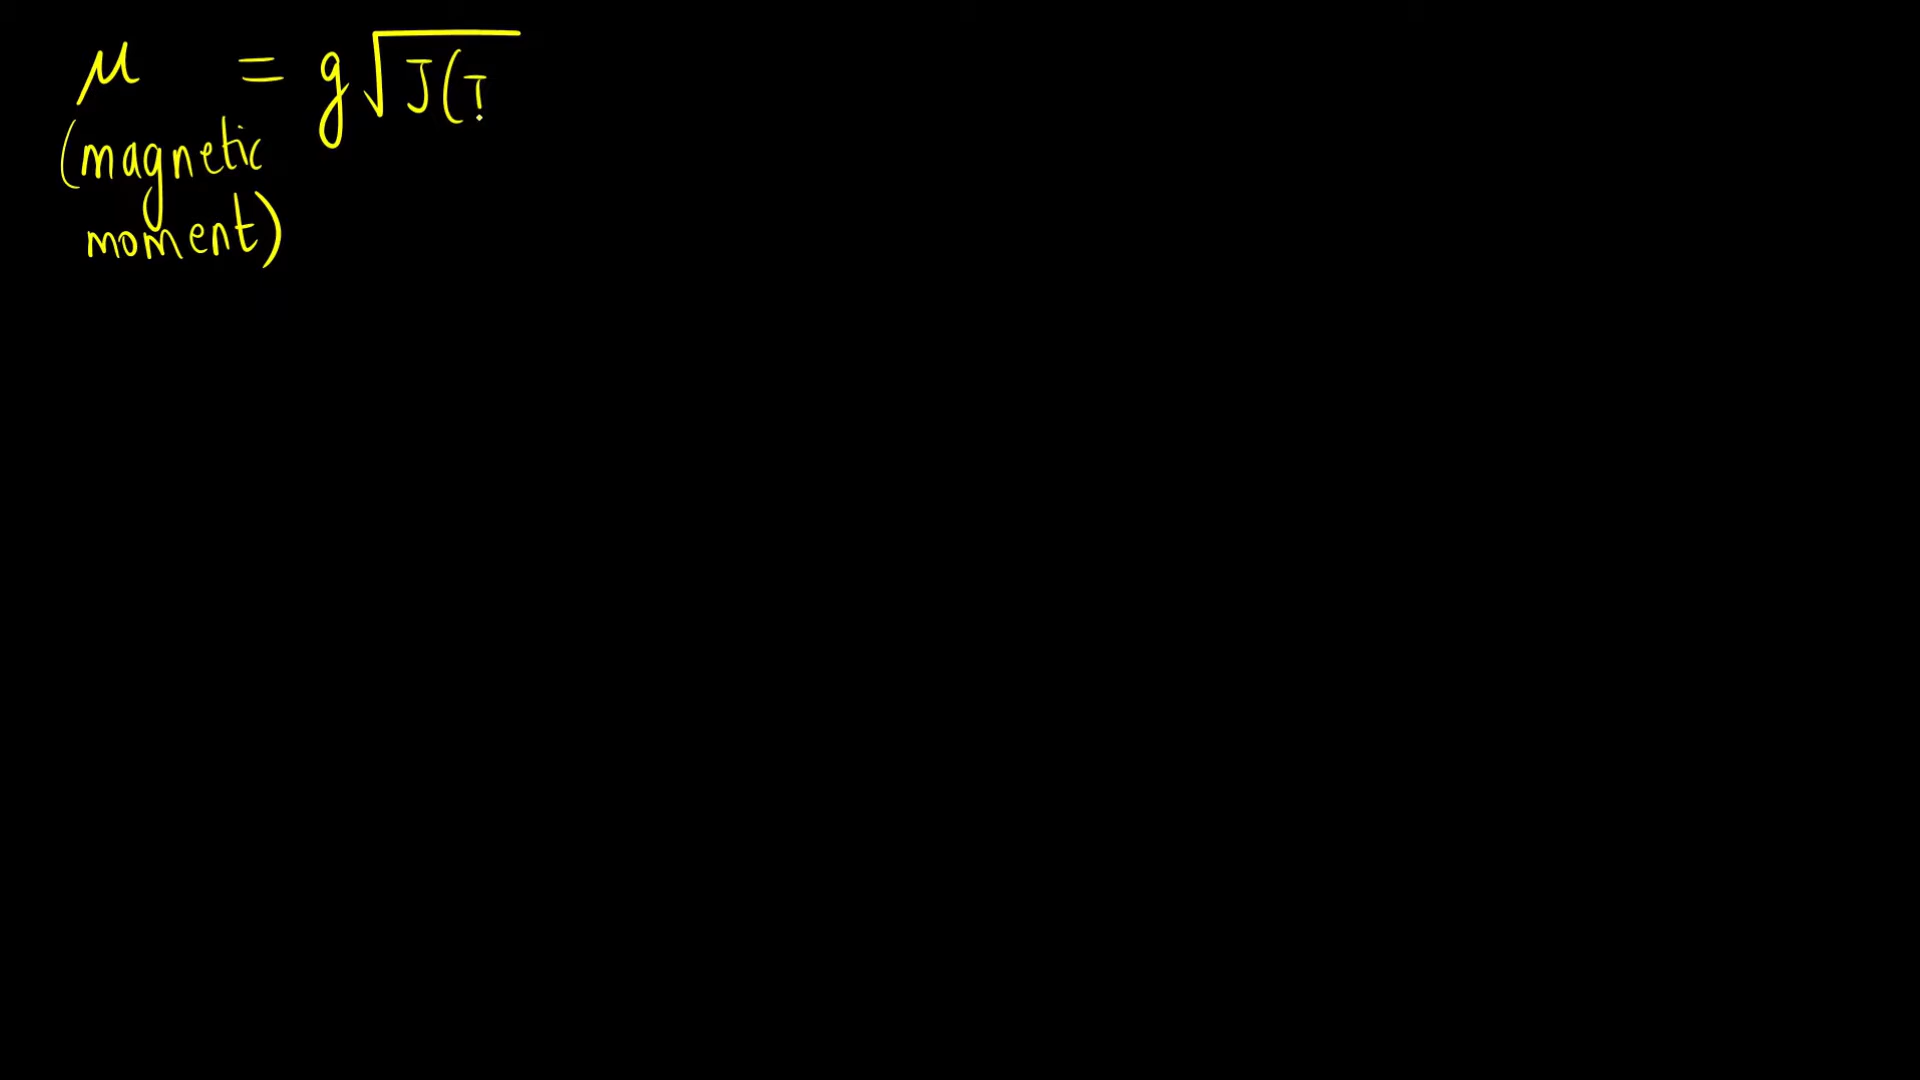 μ = g√J(J
(magnetic
moment)